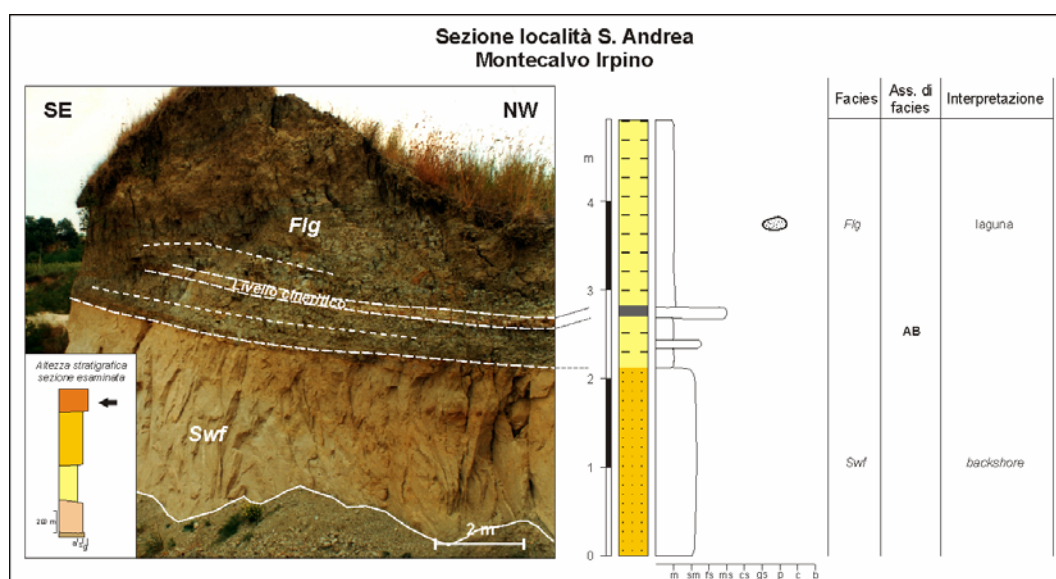 Sezione località S. Andrea
Montecalvo Irpino
SE
NW
Flg
Livello cineritico
Swf
2 m
Altezza stratigrafica
sezione esaminata
m
4
3
2
1
0
m sm fs ms cs gs p c b
Facies
Ass. di
facies
Interpretazione
Flg
laguna
AB
Swf
backshore